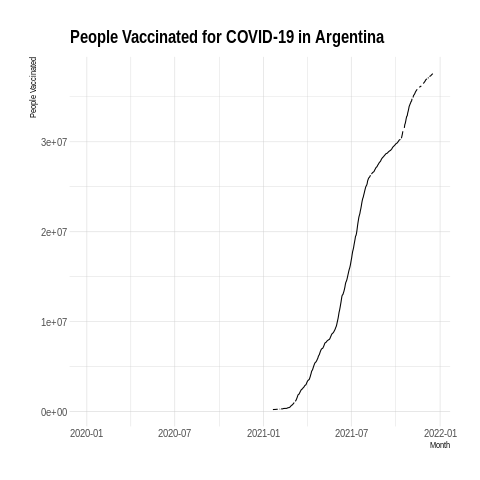 People Vaccinated for COVID-19 in Argentina
People Vaccinated
3e+07
2e+07
1e+07
0e+00
2020-01 2020-07 2021-01 2021-07 2022-01
Month